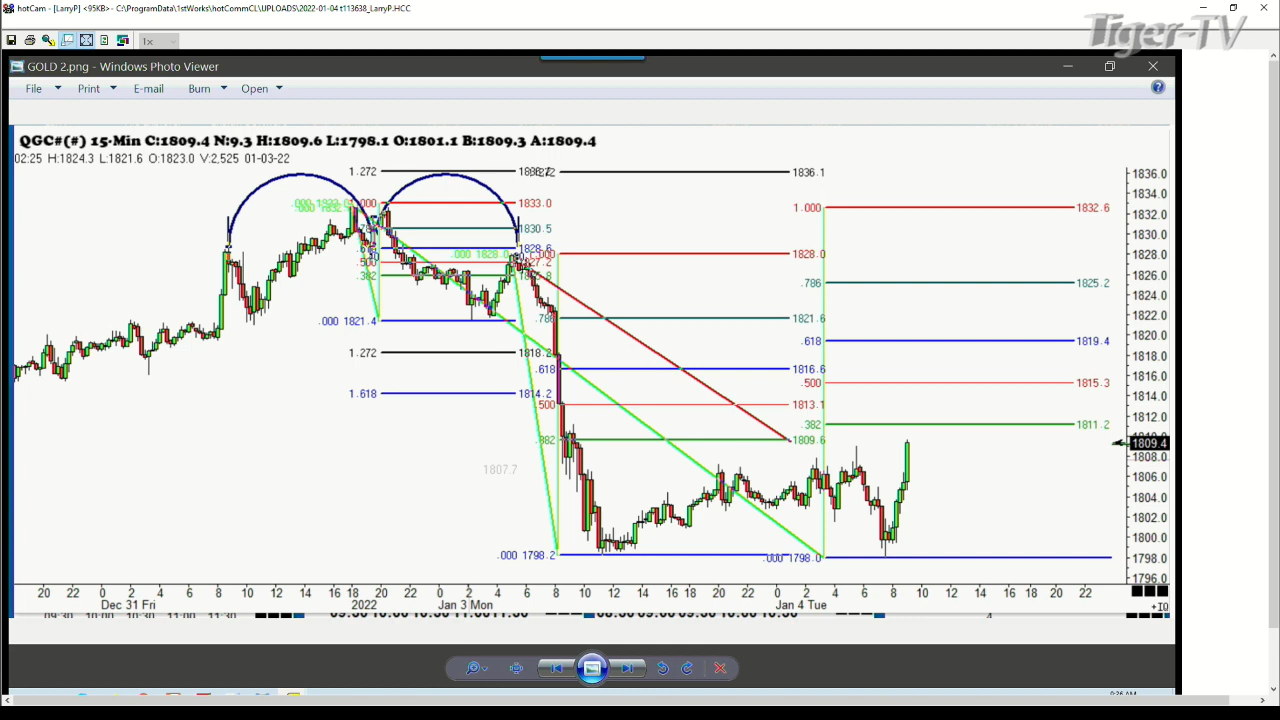 hotCam - [LarryP] <95KB>- C:\ProgramData\1stWorks\hotCommCL\UPLOADS\2022-01-04 t113638_LarryP.HCC
Tiger-TV
1x
GOLD 2.png - Windows Photo Viewer
File Print E-mail Burn Open
QGC#(#) 15-Min C:1809.4 N:9.3 H:1809.6 L:1798.1 O:1801.1 B:1809.3 A:1809.4
02:25 H:1824.3 L:1821.6 O:1823.0 V:2,525 01-03-22
1.272 1836.1 1836.0
1834.0
1833.0
1.000 1832.6 1832.0
1830.5 1830.0
1828.6
.000 1828.0 1828.0 1828.0
.500 1826.0
.382
.786 1825.2
1824.0
.000 1821.4 1821.6 1822.0
1820.0
.618 1819.4
1.272 1818.2 1818.0
.618 1816.6 1816.0
.500 1815.3
1.618 1814.2 1814.0
500 1813.1
1812.0
.382 1811.2
382 1809.6 1809.4
1808.0
1807.7
1806.0
1804.0
1802.0
1800.0
.000 1798.2 .000 1798.0 1798.0
1796.0
20 22 0 2 4 6 8 10 12 14 16 18 20 22 0 2 4 6 8 10 12 14 16 18 20 22 0 2 4 6 8 10 12 14 16 18 20 22
Dec 31 Fri 2022 Jan 3 Mon Jan 4 Tue
+10